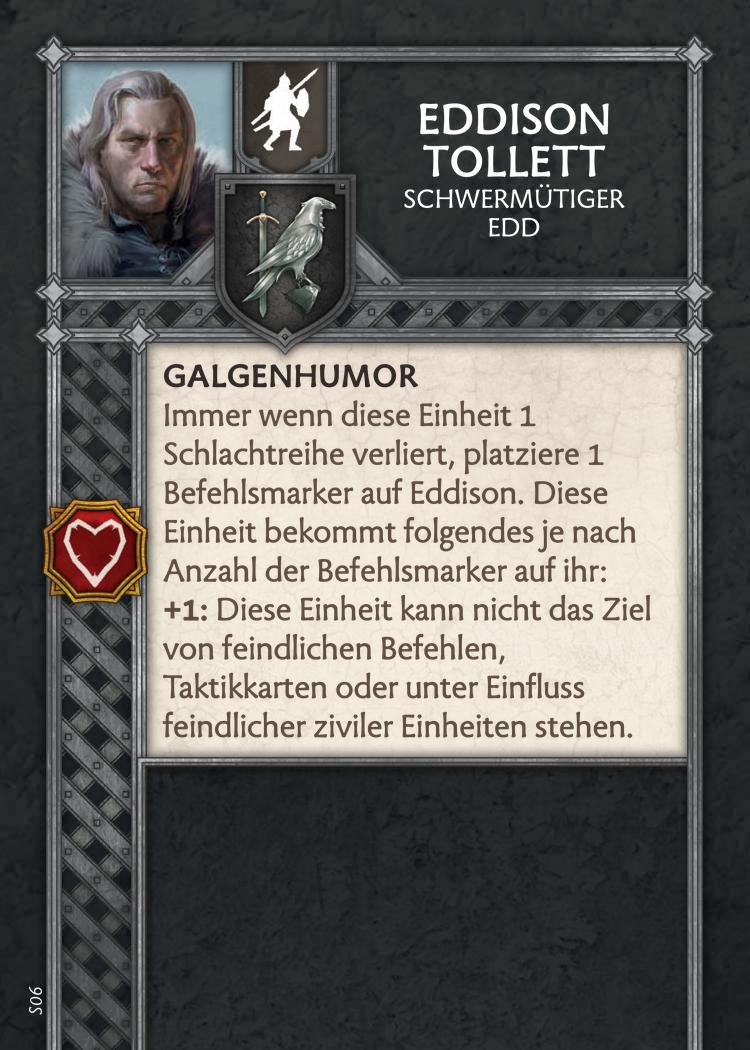 EDDISON
TOLLETT
SCHWERMÜTIGER
EDD
GALGENHUMOR
Immer wenn diese Einheit 1
Schlachtreihe verliert, platziere 1
Befehlsmarker auf Eddison. Diese
Einheit bekommt folgendes je nach
Anzahl der Befehlsmarker auf ihr:
+1: Diese Einheit kann nicht das Ziel
von feindlichen Befehlen,
Taktikkarten oder unter Einfluss
feindlicher ziviler Einheiten stehen.
S06